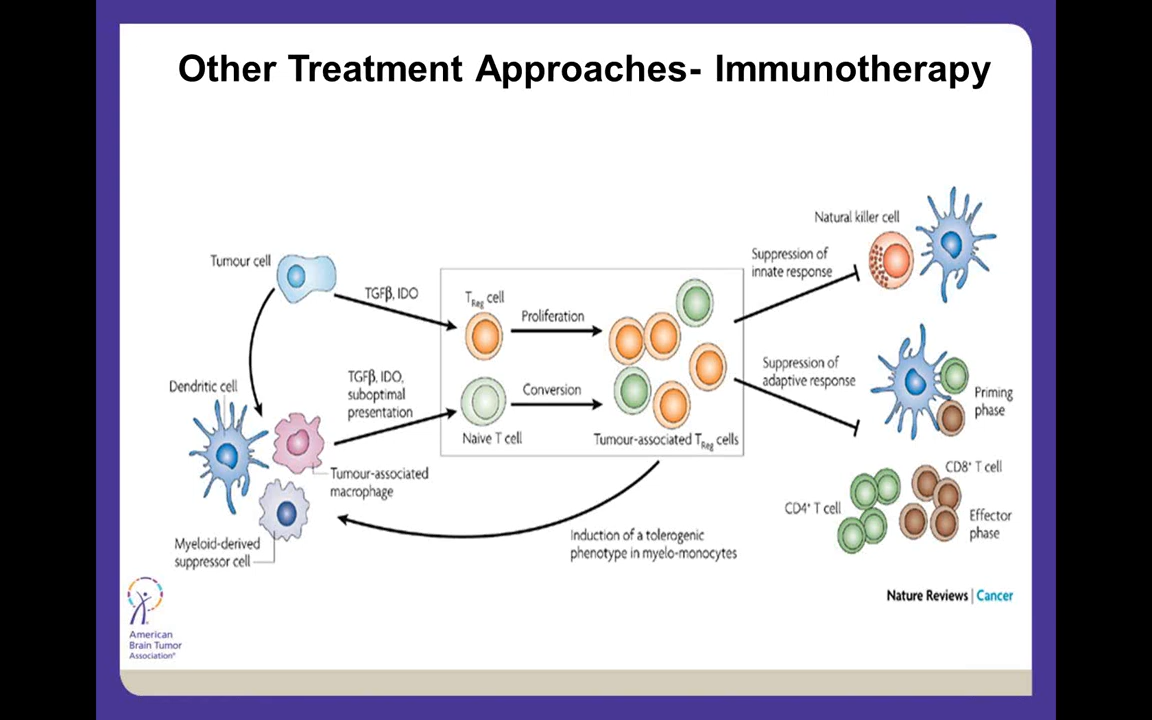 Other Treatment Approaches- Immunotherapy
Natural killer cell
Suppression of
innate response
Tumour cell
TGFβ, IDO
TReg cell
Proliferation
Suppression of
adaptive response
TGFβ, IDO,
suboptimal
presentation
Dendritic cell
Conversion
Priming
phase
Naive T cell
Tumour-associated TReg cells
Tumour-associated
macrophage
CD8+ T cell
CD4+ T cell
Effector
phase
Induction of a tolerogenic
phenotype in myelo-monocytes
Myeloid-derived
suppressor cell
Nature Reviews | Cancer
American
Brain Tumor
Association®